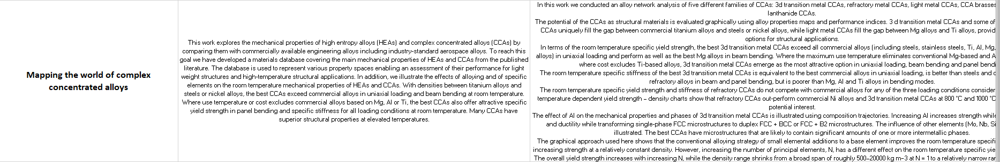 Mapping the world of complex
concentrated alloys
This work explores the mechanical properties of high entropy alloys (HEAs) and complex concentrated alloys (CCAs) by
comparing them with commercially available engineering alloys including industry-standard aerospace alloys. To reach this
goal we have developed a materials database covering the main mechanical properties of HEAs and CCAs from the published
literature. The database is used to represent various property spaces enabling an assessment of their performance for light
weight structures and high-temperature structural applications. In addition, we illustrate the effects of alloying and of specific
elements on the room temperature mechanical properties of HEAs and CCAs. With densities between titanium alloys and
steels or nickel alloys, the best CCAs exceed commercial alloys in uniaxial loading and beam bending at room temperature.
Where use temperature or cost excludes commercial alloys based on Mg, Al or Ti, the best CCAs also offer attractive specific
yield strength in panel bending and specific stiffness for all loading conditions at room temperature. Many CCAs have
superior structural properties at elevated temperatures.
In this work we conducted an alloy network analysis of five different families of CCAs: 3d transition metal CCAs, refractory metal CCAs, light metal CCAs, CCA brasses
lanthanide CCAs.
The potential of the CCAs as structural materials is evaluated graphically using alloy properties maps and performance indices. 3 d transition metal CCAs and some of
CCAs uniquely fill the gap between commercial titanium alloys and steels or nickel alloys, while light metal CCAs fill the gap between Mg alloys and Ti alloys, provid
options for structural applications.
In terms of the room temperature specific yield strength, the best 3d transition metal CCAs exceed all commercial alloys (including steels, stainless steels, Ti, Al, Mg,
alloys) in uniaxial loading and perform as well as the best Mg alloys in beam bending. Where the maximum use temperature eliminates conventional Mg-based and A
where cost excludes Ti-based alloys, 3d transition metal CCAs emerge as the most attractive option in uniaxial loading, beam bending and panel bendi
The room temperature specific stiffness of the best 3d transition metal CCAs is equivalent to the best commercial alloys in uniaxial loading, is better than steels and c
refractory alloys in beam and panel bending, but is poorer than Mg, Al and Ti alloys in bending modes.
The room temperature specific yield strength and stiffness of refractory CCAs do not compete with commercial alloys for any of the three loading conditions consider
temperature dependent yield strength – density charts show that refractory CCAs out-perform commercial Ni alloys and 3d transition metal CCAs at 800 °C and 1000 °C
potential interest.
The effect of Al on the mechanical properties and phases of 3d transition metal CCAs is illustrated using composition trajectories. Increasing Al increases strength while
and ductility while transforming single-phase FCC microstructures to duplex FCC + BCC or FCC + B2 microstructures. The influence of other elements (Mo, Nb, Si
illustrated. The best CCAs have microstructures that are likely to contain significant amounts of one or more intermetallic phases.
The graphical approach used here shows that the conventional alloying strategy of small elemental additions to a base element improves the room temperature specifi
increasing strength at a relatively constant density. However, increasing the number of principal elements, N, has a different effect on the room temperature specific yie
The overall yield strength increases with increasing N, while the density range shrinks from a broad span of roughly 500–20000 kg m−3 at N = 1 to a relatively narrow ran